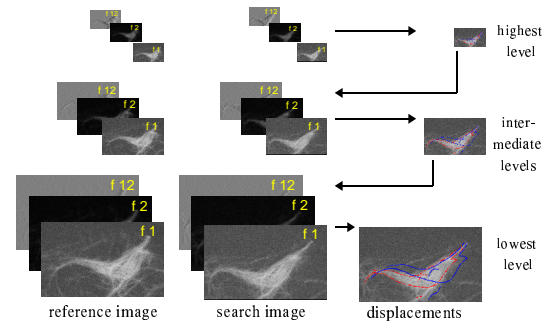 f 12
f 2
f 1
f 12
f 2
f 1
highest
level
f 12
f 2
f 1
f 12
f 2
f 1
inter-
mediate
levels
f 12
f 2
f 1
f 12
f 2
f 1
lowest
level
reference image
search image
displacements